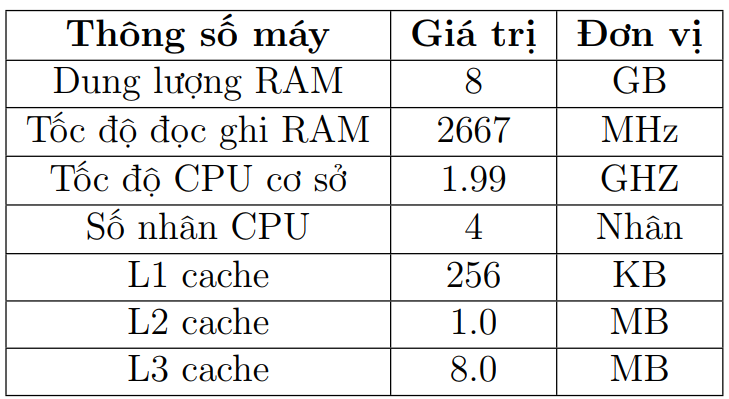 Thông số máy Giá trị Đơn vị
Dung lượng RAM 8 GB
Tốc độ đọc ghi RAM 2667 MHz
Tốc độ CPU cơ sở 1.99 GHZ
Số nhân CPU 4 Nhân
L1 cache 256 KB
L2 cache 1.0 MB
L3 cache 8.0 MB